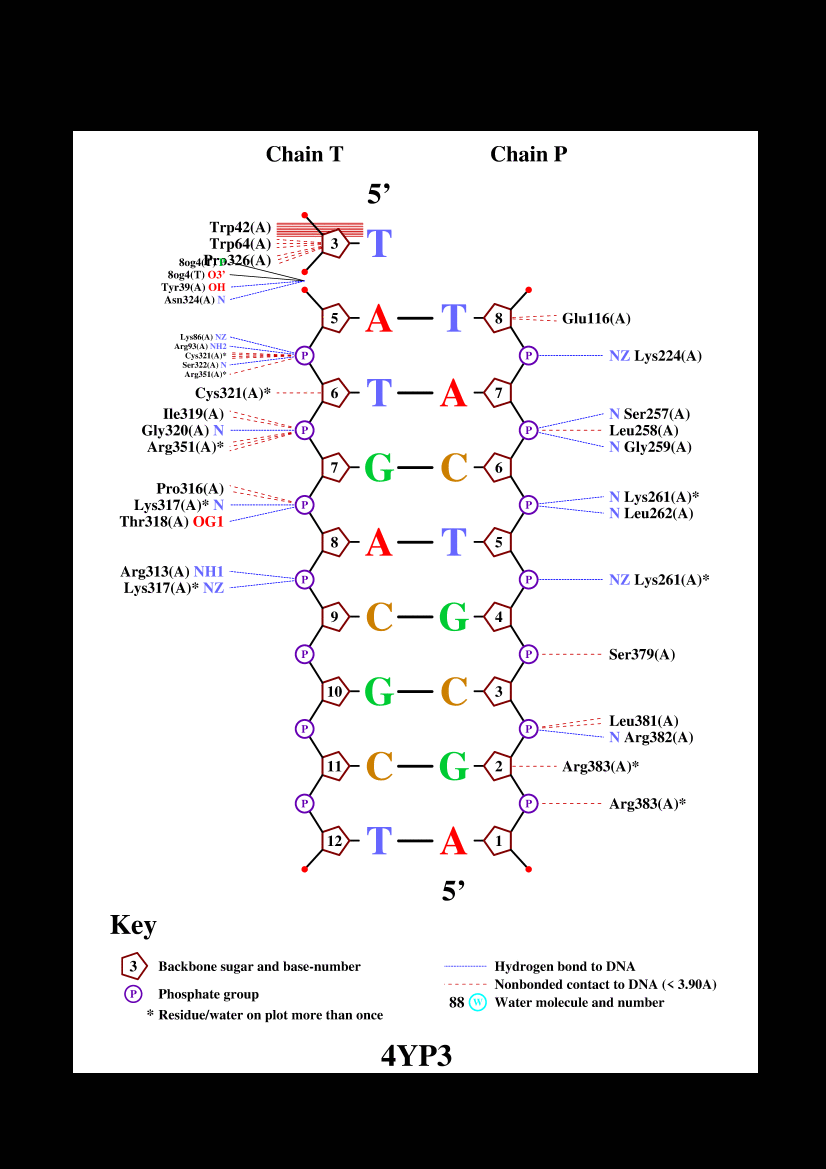 Chain T Chain P
5’
Trp42(A)
Trp64(A) 3 T
Pro326(A)
8og4(T)
8og4(T) O3'
Tyr39(A) OH
Asn324(A) N
5 A T 8 Glu116(A)
Lys86(A) NZ
Arg93(A) NH2
Cys321(A)* P P NZ Lys224(A)
Ser322(A) N
Arg351(A)*
Cys321(A)* 6 T A 7
Ile319(A) N Ser257(A)
Gly320(A) N P P Leu258(A)
Arg351(A)* N Gly259(A)
7 G C 6
Pro316(A) N Lys261(A)*
Lys317(A)* N P P
Thr318(A) OG1 N Leu262(A)
8 A T 5
Arg313(A) NH1 P P NZ Lys261(A)*
Lys317(A)* NZ
9 C G 4
P P Ser379(A)
10 G C 3
Leu381(A)
P P N Arg382(A)
11 C G 2 Arg383(A)*
P P Arg383(A)*
12 T A 1
5’
Key
3 Backbone sugar and base-number Hydrogen bond to DNA
Nonbonded contact to DNA (< 3.90A)
P Phosphate group 88 W Water molecule and number
* Residue/water on plot more than once
4YP3